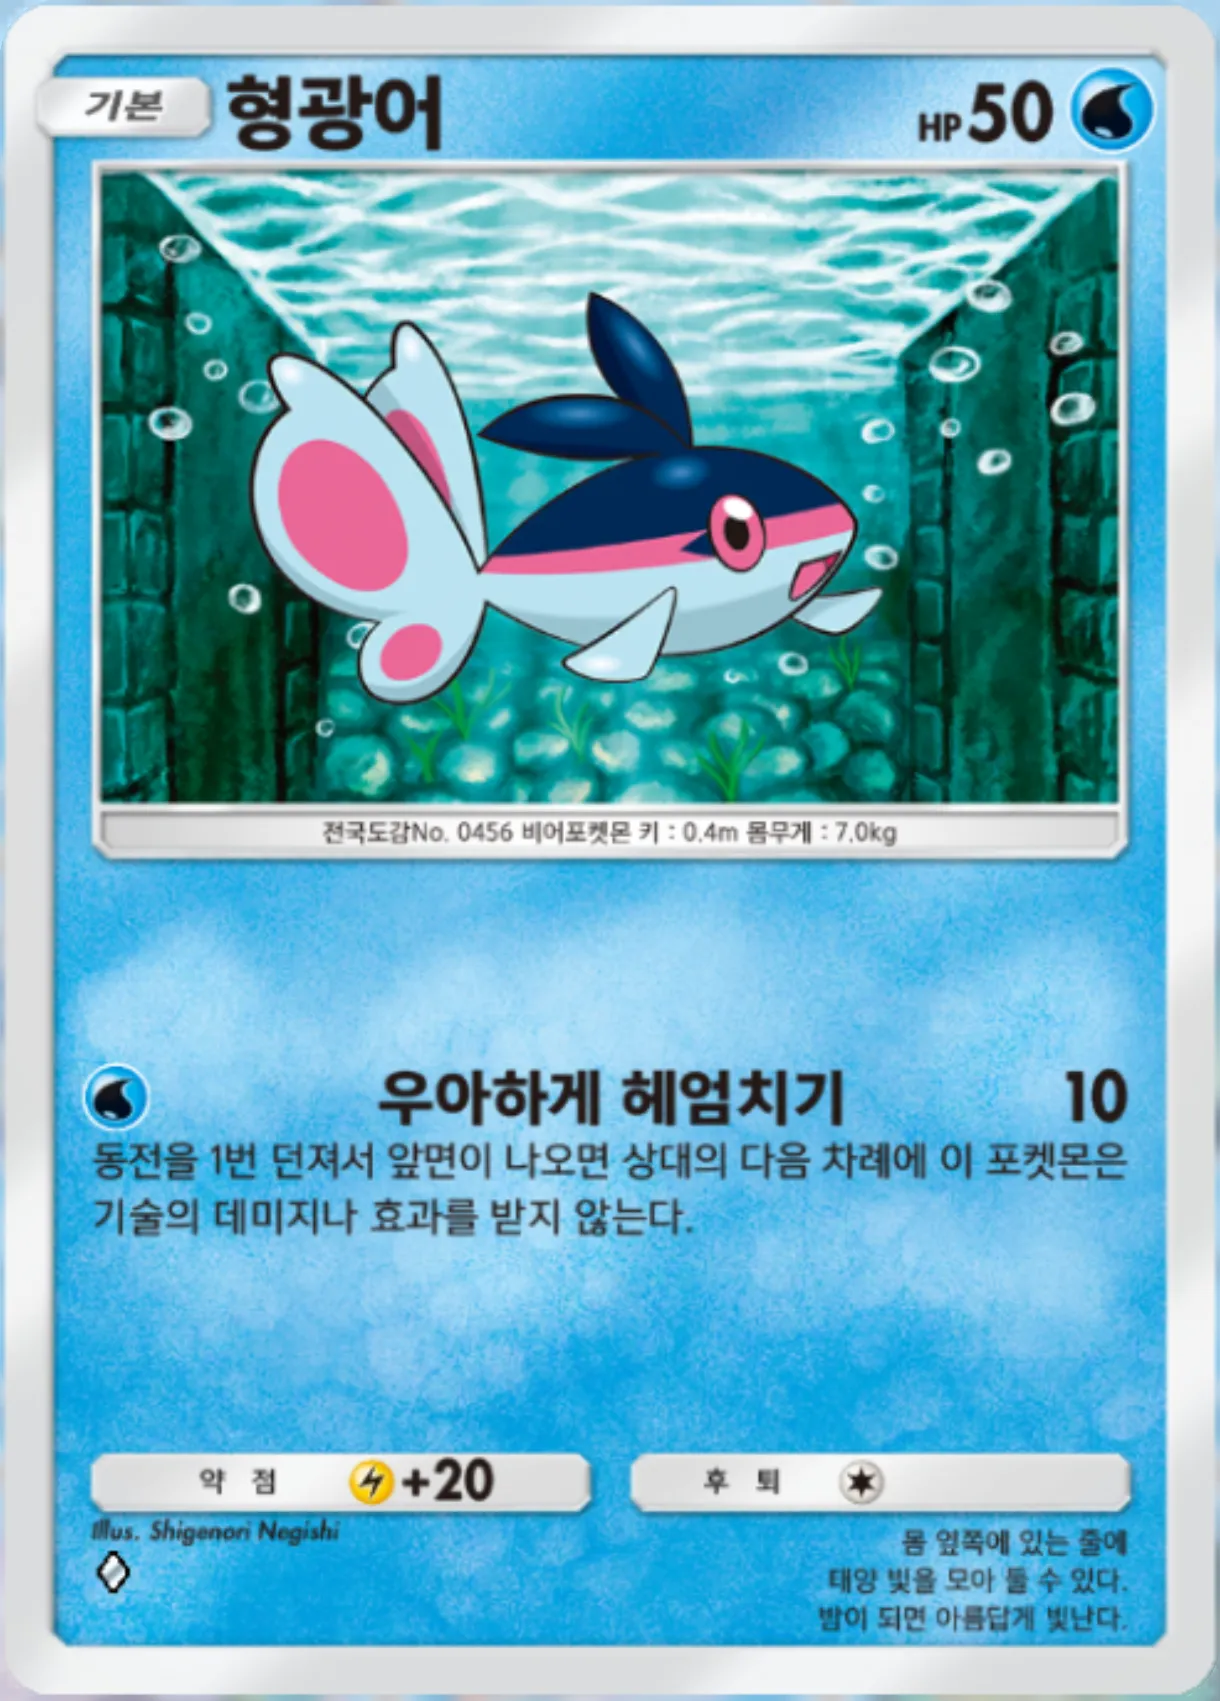 기본 형광어 HP 50
전국도감No. 0456 비어포켓몬 키 : 0.4m 몸무게 : 7.0kg
우아하게 헤엄치기 10
동전을 1번 던져서 앞면이 나오면 상대의 다음 차례에 이 포켓몬은
기술의 데미지나 효과를 받지 않는다.
약점 +20 후퇴
Illus. Shigenori Negishi
몸 옆쪽에 있는 줄에
태양 빛을 모아 둘 수 있다.
밤이 되면 아름답게 빛난다.